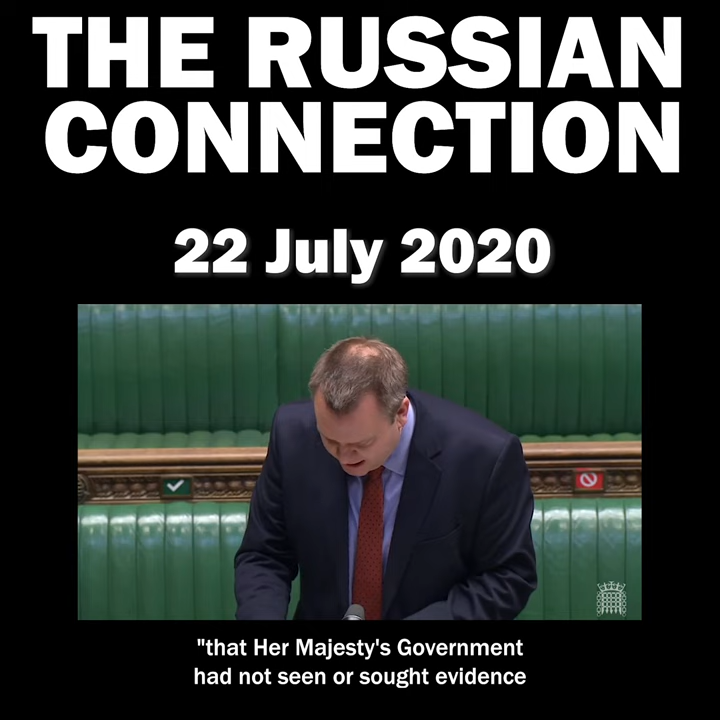 THE RUSSIAN
CONNECTION
22 July 2020
"that Her Majesty's Government
had not seen or sought evidence